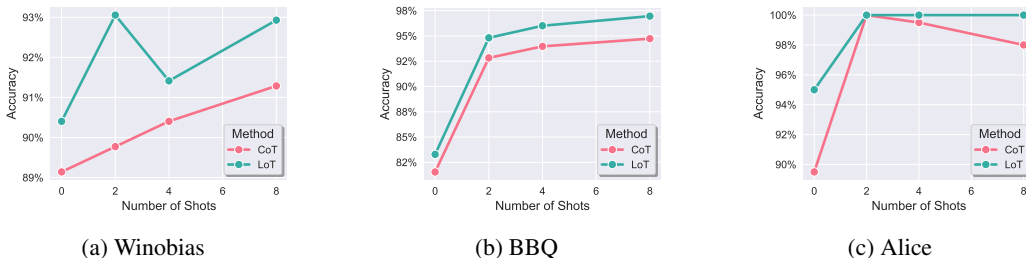 93%
92%
91%
90%
89%
Accuracy
0 2 4 6 8
Number of Shots
Method
CoT
LoT
(a) Winobias
98%
95%
92%
90%
88%
85%
82%
Accuracy
0 2 4 6 8
Number of Shots
Method
CoT
LoT
(b) BBQ
100%
98%
96%
94%
92%
90%
Accuracy
0 2 4 6 8
Number of Shots
Method
CoT
LoT
(c) Alice